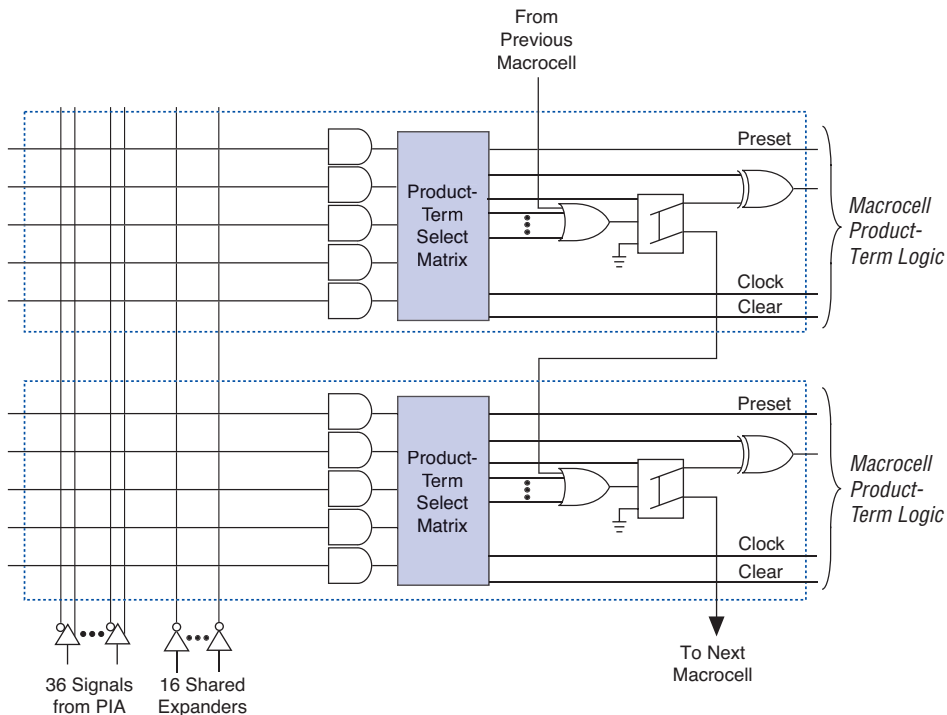 From
Previous
Macrocell
Preset
Product-
Term
Select
Matrix
Macrocell
Product-
Term Logic
Clock
Clear
Preset
Product-
Term
Select
Matrix
Macrocell
Product-
Term Logic
Clock
Clear
To Next
Macrocell
36 Signals
from PIA
16 Shared
Expanders